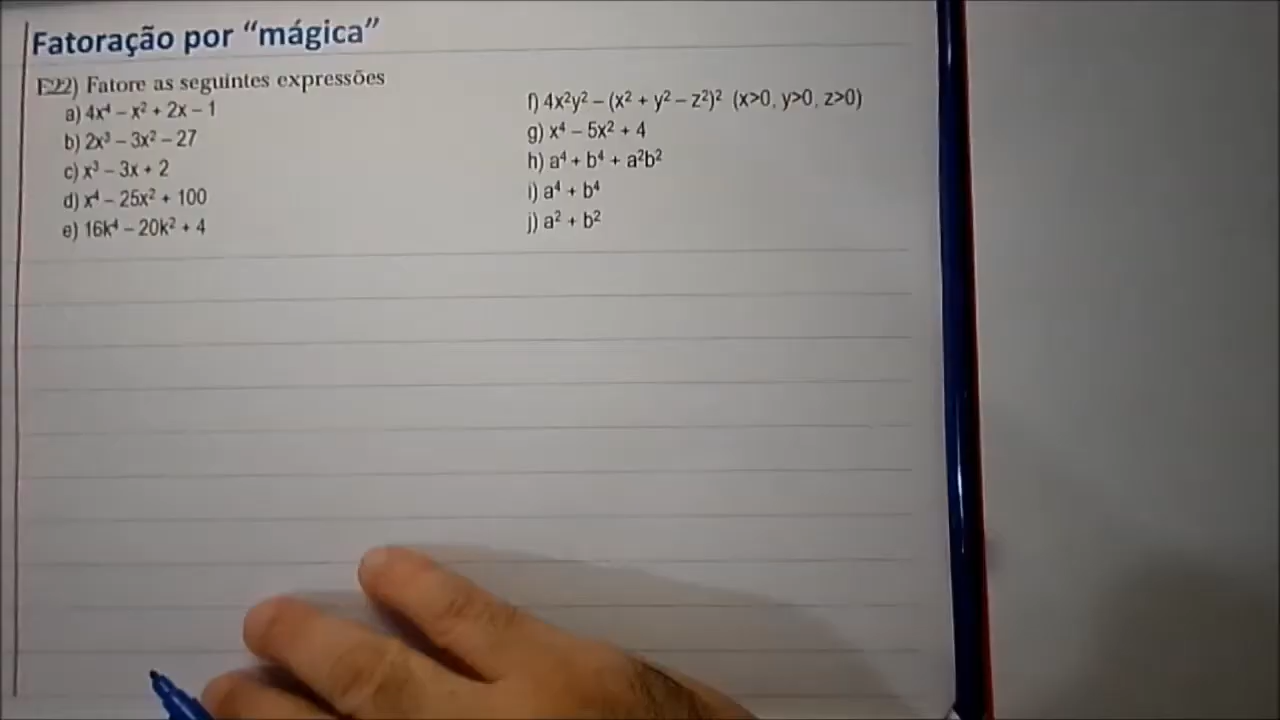 Fatoração por “mágica”
E22) Fatore as seguintes expressões
a) 4x⁴ – x² + 2x – 1
b) 2x³ – 3x² – 27
c) x³ – 3x + 2
d) x⁴ – 25x² + 100
e) 16k⁴ – 20k² + 4
f) 4x²y² – (x² + y² – z²)² (x>0, y>0, z>0)
g) x⁴ – 5x² + 4
h) a⁴ + b⁴ + a²b²
i) a⁴ + b⁴
j) a² + b²